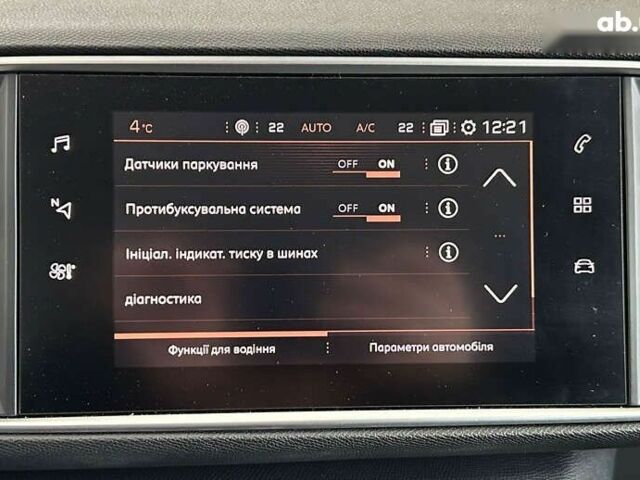 ab.
4°C 22 AUTO A/C 22 12:21
Датчики паркування OFF ON
Протибуксувальна система OFF ON
Ініціал. індикат. тиску в шинах
діагностика
Функції для водіння Параметри автомобіля
N